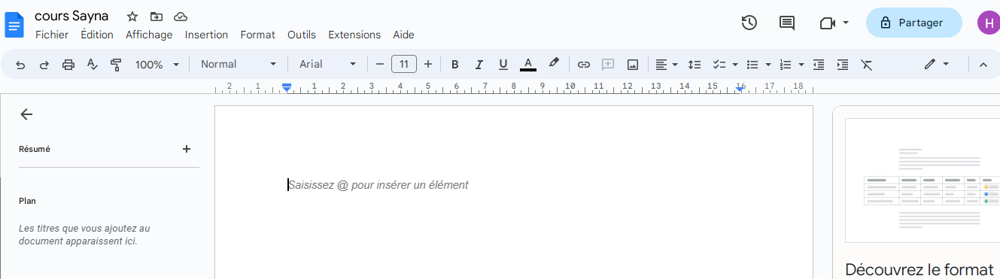 cours Sayna
Fichier Édition Affichage Insertion Format Outils Extensions Aide
Partager
H
100% Normal Arial 11 B I U A
2 1 1 2 3 4 5 6 7 8 9 10 11 12 13 14 15 16 17 18
Résumé
Saisissez @ pour insérer un élément
Plan
Les titres que vous ajoutez au
document apparaissent ici.
Découvrez le format